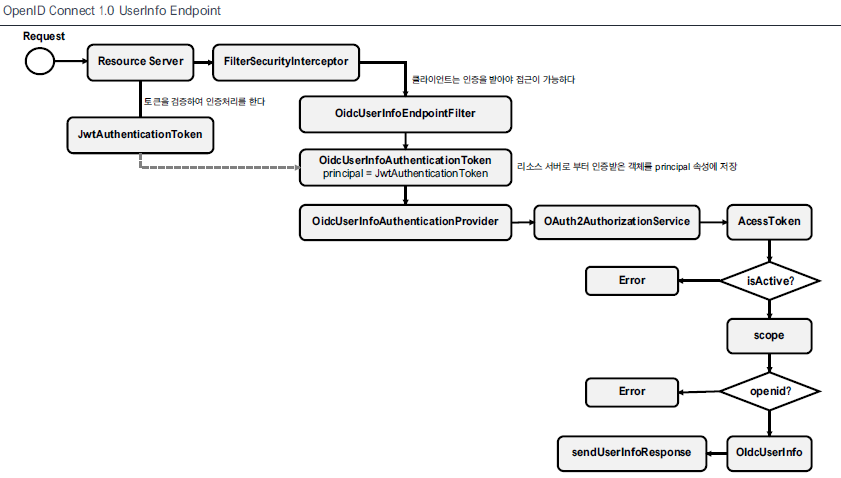 OpenID Connect 1.0 UserInfo Endpoint
Request
Resource Server
FilterSecurityInterceptor
클라이언트는 인증을 받아야 접근이 가능하다
토큰을 검증하여 인증처리를 한다
OidcUserInfoEndpointFilter
JwtAuthenticationToken
OidcUserInfoAuthenticationToken
principal = JwtAuthenticationToken
리소스 서버로 부터 인증받은 객체를 principal 속성에 저장
OidcUserInfoAuthenticationProvider
OAuth2AuthorizationService
AcessToken
Error
isActive?
scope
Error
openid?
sendUserInfoResponse
OIdcUserInfo